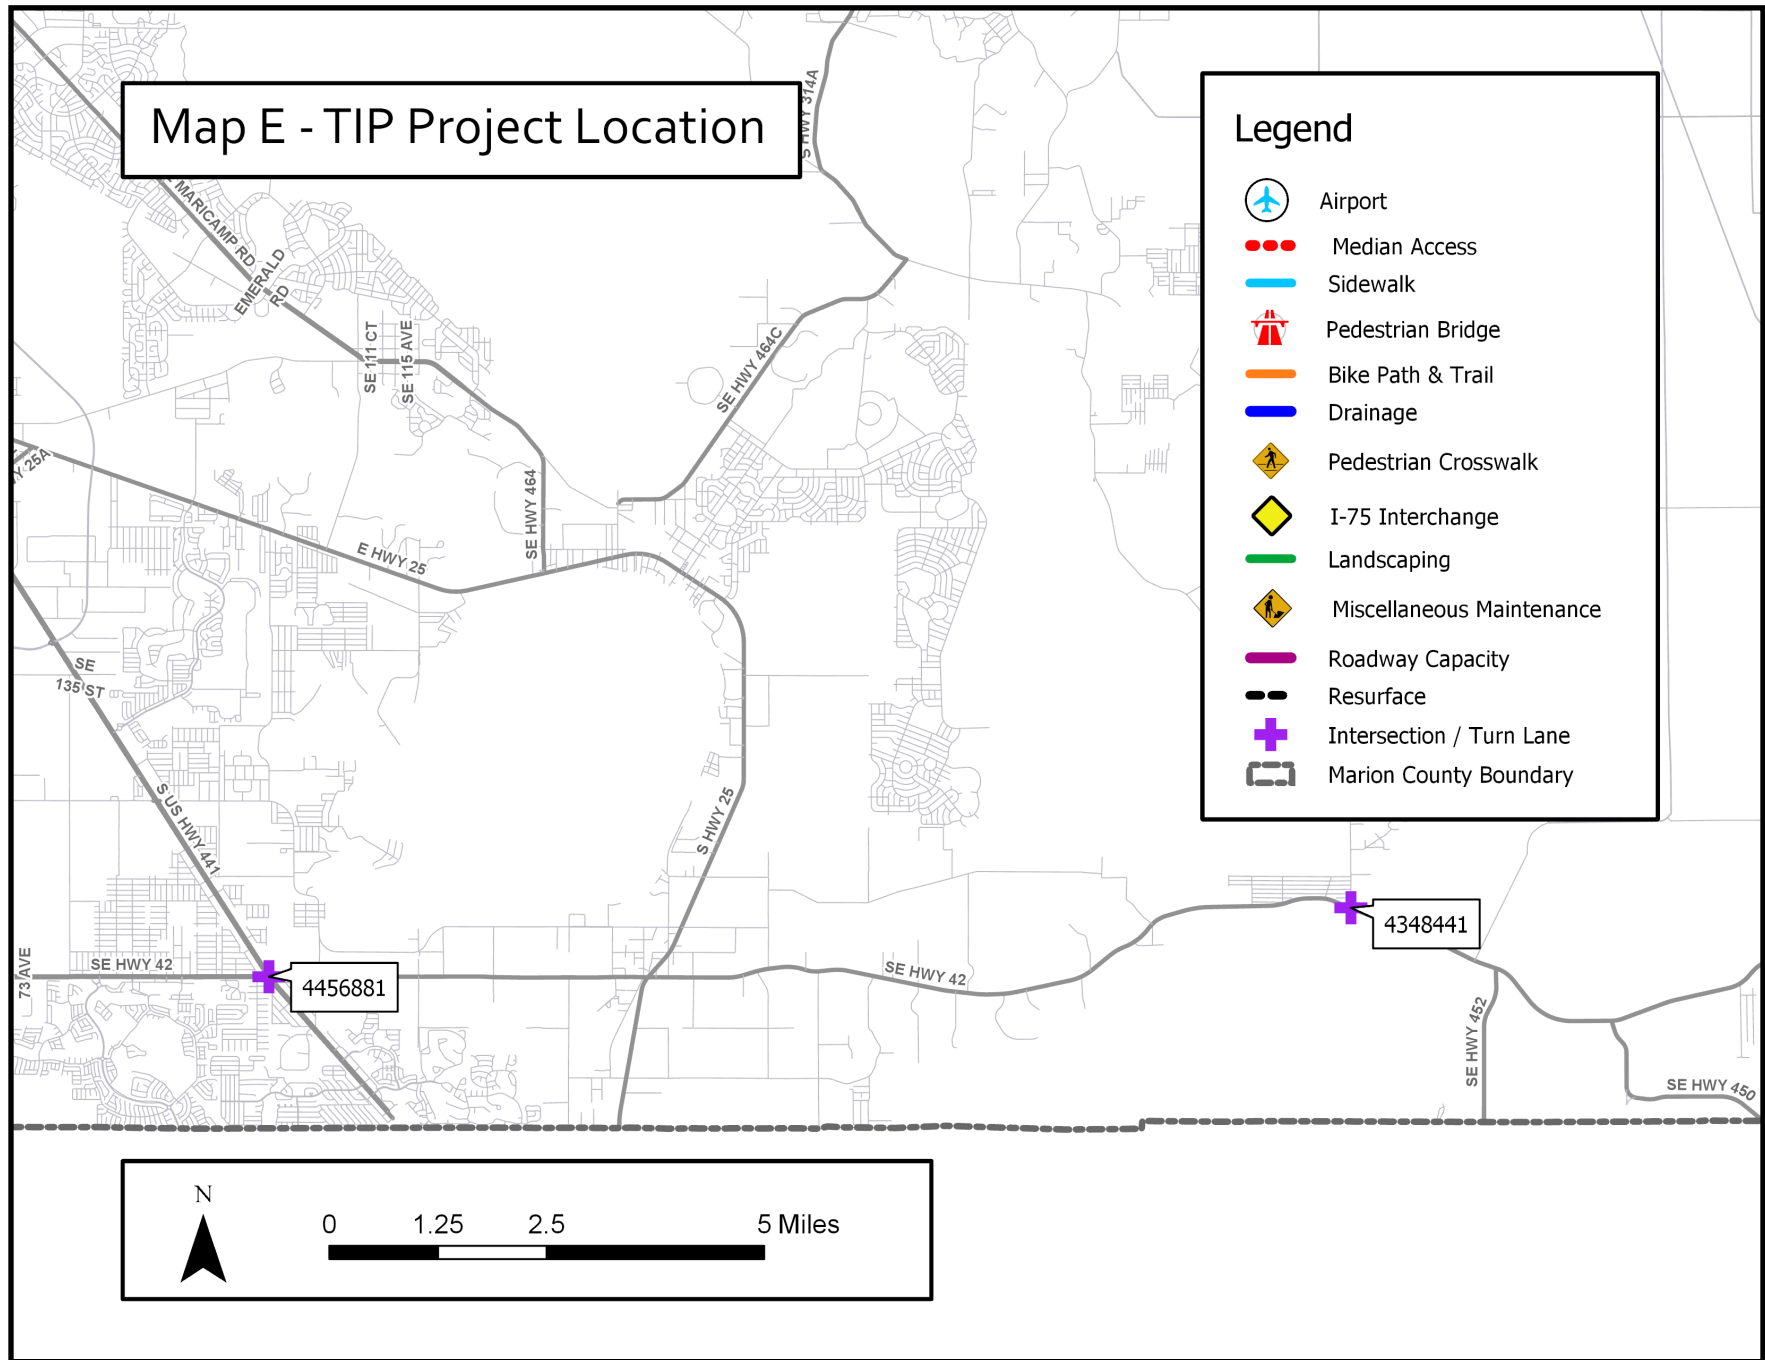 Map E - TIP Project Location
Legend
Airport
Median Access
Sidewalk
Pedestrian Bridge
Bike Path & Trail
Drainage
Pedestrian Crosswalk
I-75 Interchange
Landscaping
Miscellaneous Maintenance
Roadway Capacity
Resurface
Intersection / Turn Lane
Marion County Boundary
S HWY 314A
MARICAMP RD
EMERALD
RD
SE 111 CT
SE 115 AVE
SE HWY 464C
SE HWY 464
Y 25A
E HWY 25
SE
135 ST
S US HWY 441
S HWY 25
73 AVE
SE HWY 42
4456881
SE HWY 42
4348441
SE HWY 452
SE HWY 450
N
0 1.25 2.5 5 Miles